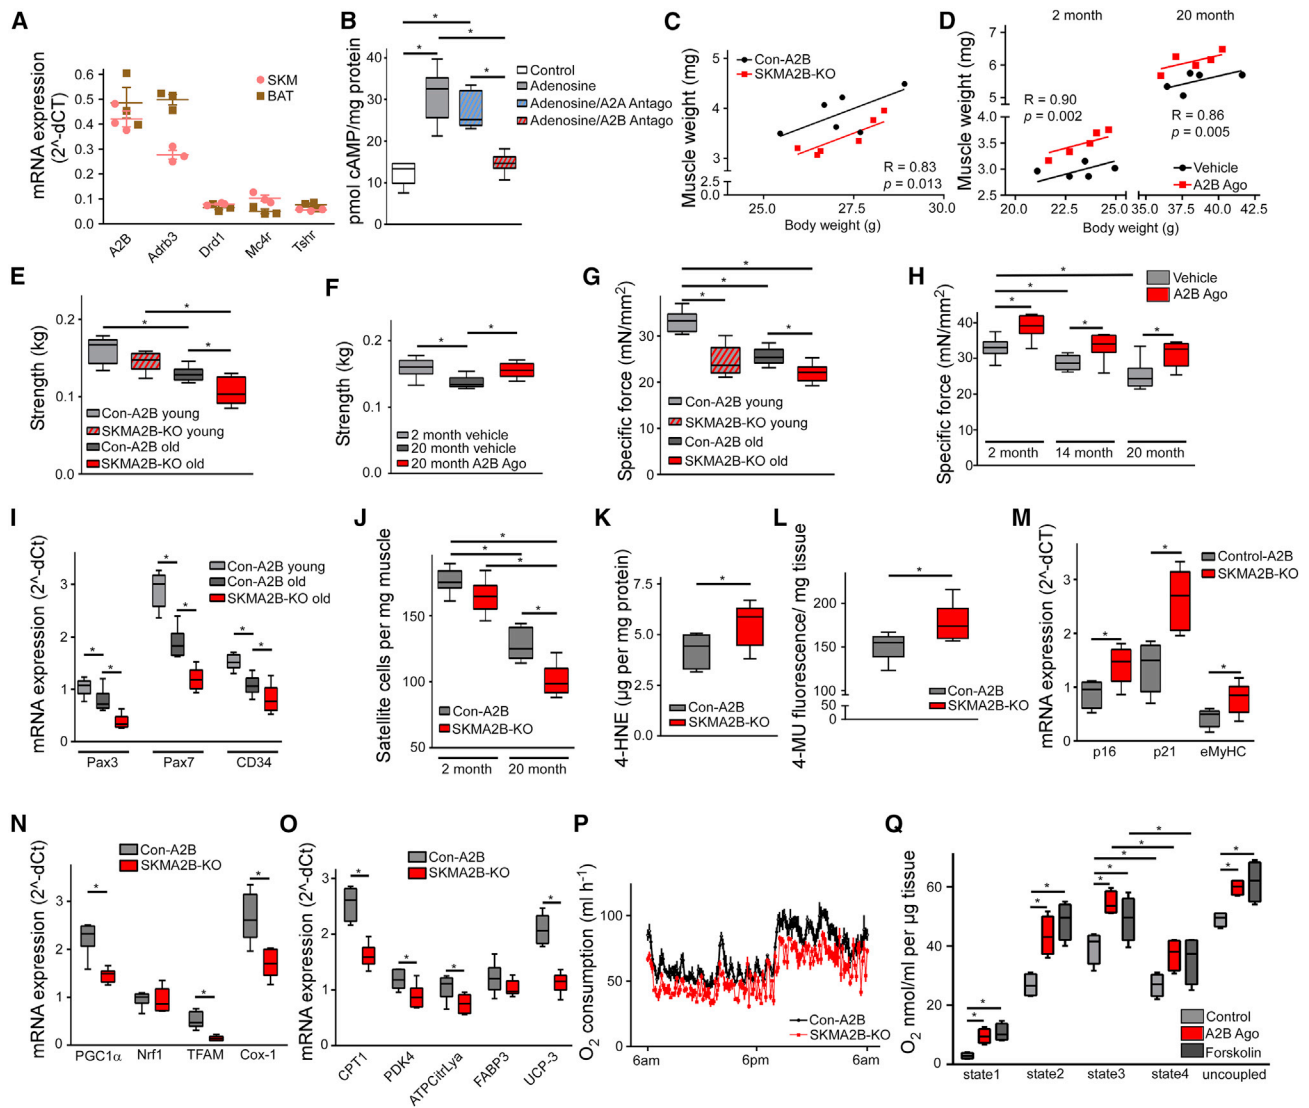 A
mRNA expression
(2^-dCT)
0.6
0.5
0.4
0.3
0.2
0.1
0.0
SKM
BAT
A2B
Adrb3
Drd1
Mc4r
Tshr
B
pmol cAMP/mg protein
40
30
20
10
0
* * * *
Control
Adenosine
Adenosine/A2A Antago
Adenosine/A2B Antago
C
Muscle weight (mg)
5
4
3
2.5
0.0
Con-A2B
SKMA2B-KO
R = 0.83
p = 0.013
22.5 25.0 27.5 30.0
Body weight (g)
D
2 month 20 month
Muscle weight (mg)
7
6
5
4.0
3.5
3.0
2.5
R = 0.90
p = 0.002
R = 0.86
p = 0.005
Vehicle
A2B Ago
20.0 22.5 25.0 35.0 37.5 40.0 42.5
Body weight (g)
E
Strength (kg)
0.2
0.1
0.0
* * *
Con-A2B young
SKMA2B-KO young
Con-A2B old
SKMA2B-KO old
F
Strength (kg)
0.2
0.1
0.0
* *
2 month vehicle
20 month vehicle
20 month A2B Ago
G
Specific force (mN/mm2)
30
20
10
0
* * * *
Con-A2B young
SKMA2B-KO young
Con-A2B old
SKMA2B-KO old
H
Specific force (mN/mm2)
40
30
20
10
0
* * * * *
Vehicle
A2B Ago
2 month 14 month 20 month
I
mRNA expression (2^-dCt)
3
2
1
0
* * * * * *
Con-A2B young
Con-A2B old
SKMA2B-KO old
Pax3 Pax7 CD34
J
Satellite cells per mg muscle
150
100
50
* * * *
Con-A2B
SKMA2B-KO
2 month 20 month
K
4-HNE (µg per mg protein)
7.5
5.0
2.5
0.0
*
Con-A2B
SKMA2B-KO
L
4-MU fluorescence/ mg tissue
200
150
100
50
0
*
Con-A2B
SKMA2B-KO
M
mRNA expression (2^-dCT)
3
2
1
0
* * *
Control-A2B
SKMA2B-KO
p16 p21 eMyHC
N
mRNA expression (2^-dCt)
3
2
1
0
* * *
Con-A2B
SKMA2B-KO
PGC1α Nrf1 TFAM Cox-1
O
mRNA expression (2^-dCt)
3
2
1
0
* * * *
Con-A2B
SKMA2B-KO
CPT1
PDK4
ATPCitrLya
FABP3
UCP-3
P
O2 consumption (ml h-1)
100
50
0
Con-A2B
SKMA2B-KO
6am 6pm 6am
Q
O2 nmol/ml per µg tissue
60
40
20
0
* * * * * * * * * * *
Control
A2B Ago
Forskolin
state1 state2 state3 state4 uncoupled